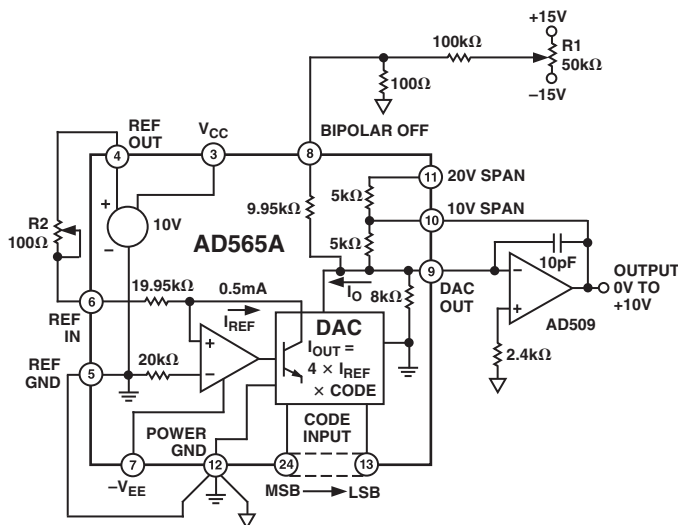 +15V
100kΩ
R1
50kΩ
100Ω
–15V
REF
OUT
VCC
BIPOLAR OFF
4
3
8
11
20V SPAN
5kΩ
9.95kΩ
10
10V SPAN
+
10V
–
R2
100Ω
AD565A
5kΩ
10pF
19.95kΩ
0.5mA
9
–
OUTPUT
0V TO
+10V
6
IO
8kΩ
DAC
OUT
+
AD509
REF
IN
IREF
DAC
+
IOUT =
4 × IREF
× CODE
2.4kΩ
REF
GND
5
20kΩ
–
POWER
GND
CODE
INPUT
7
12
24
13
–VEE
MSB
LSB